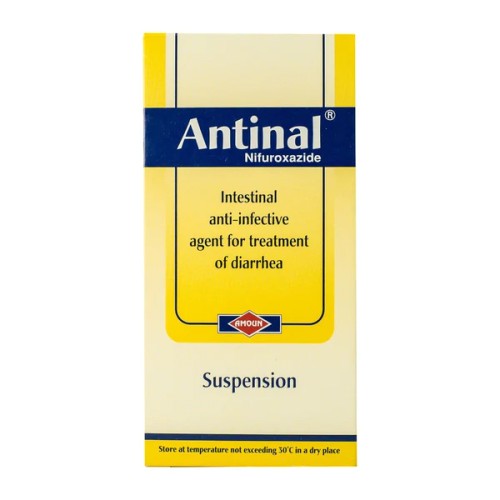 Antinal®
Nifuroxazide
Intestinal
anti-infective
agent for treatment
of diarrhea
AMOUN
Suspension
Store at temperature not exceeding 30°C in a dry place